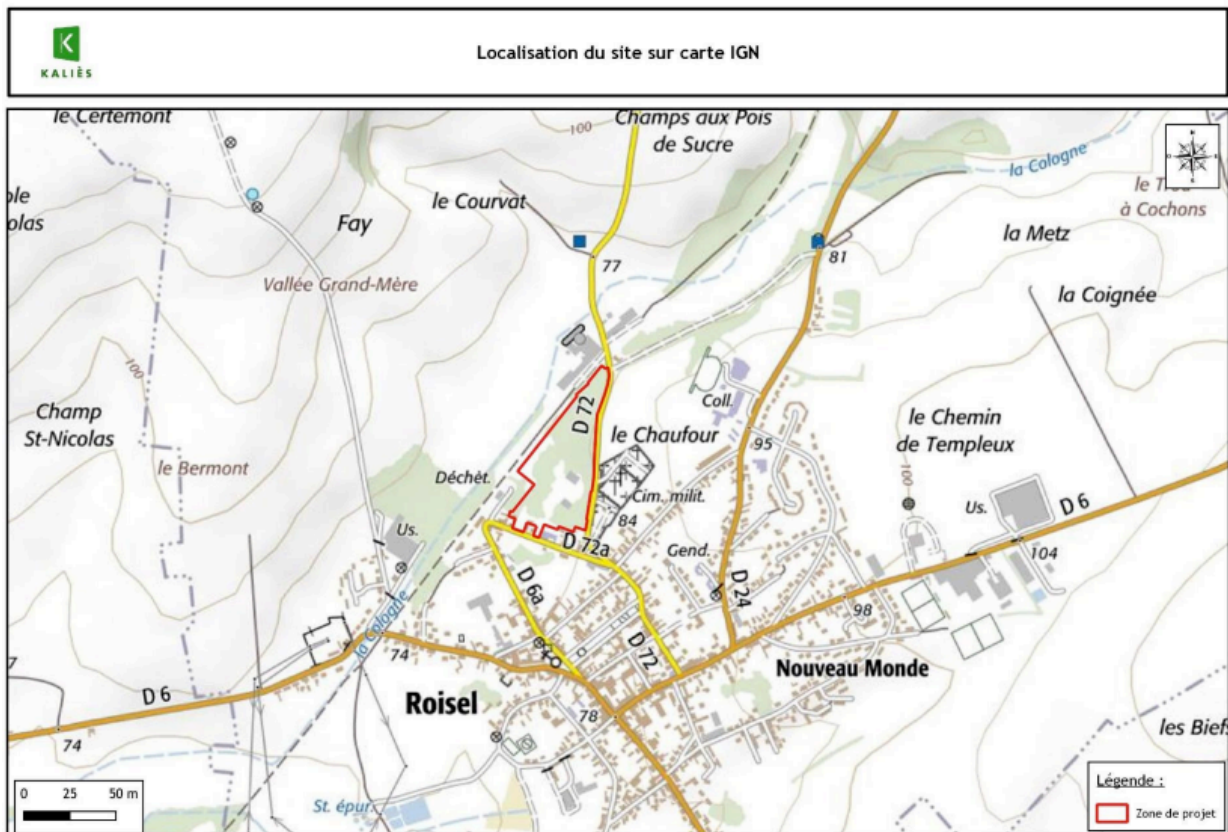 KALIÈS
Localisation du site sur carte IGN
le Certemont
100
Champs aux Pois
de Sucre
la Cologne
le Trou
à Cochons
ole
olas
Fay
le Courvat
la Metz
77
81
Vallée Grand-Mère
la Coignée
100
Champ
St-Nicolas
le Bermont
D 72
Coll.
le Chaufour
95
le Chemin
de Templeux
100
Déchèt.
Cim. milit.
Us.
D 6
Us.
84
D 72a
Gend.
104
D 6a
D 24
98
la Cologne
74
D 72
Nouveau Monde
7
D 6
Roisel
78
74
les Biefs
0 25 50 m
St. épur.
Légende :
Zone de projet